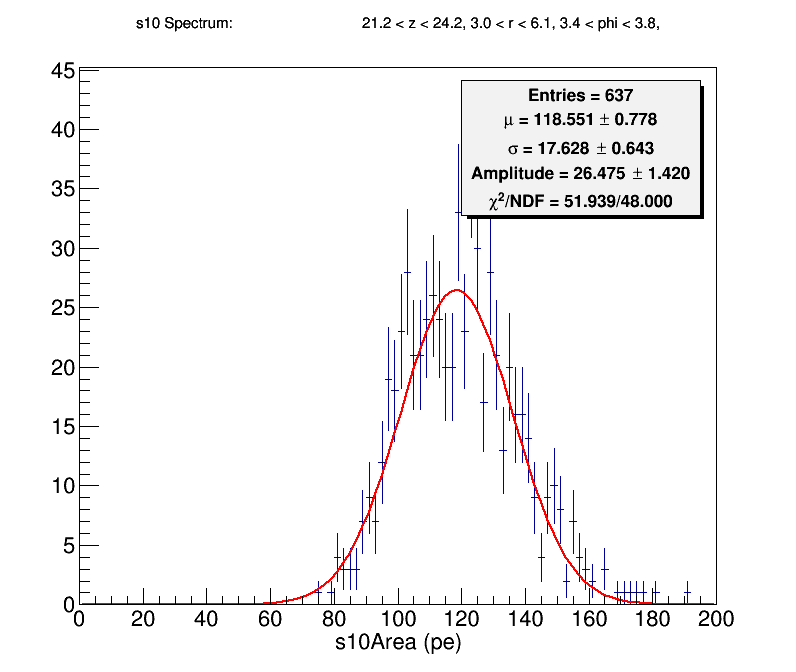 s10 Spectrum: 21.2 < z < 24.2, 3.0 < r < 6.1, 3.4 < phi < 3.8,
Entries = 637
μ = 118.551 ± 0.778
σ = 17.628 ± 0.643
Amplitude = 26.475 ± 1.420
χ²/NDF = 51.939/48.000
45
40
35
30
25
20
15
10
5
0
0 20 40 60 80 100 120 140 160 180 200
s10Area (pe)